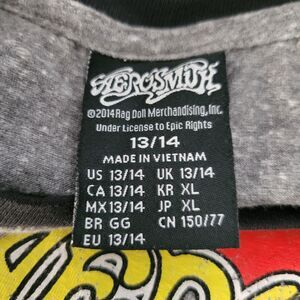 AEROSMITH
©2014 Rag Doll Merchandising, Inc.
Under License to Epic Rights
13/14
MADE IN VIETNAM
US 13/14 UK 13/14
CA 13/14 KR XL
MX 13/14 JP XL
BR GG CN 150/77
EU 13/14